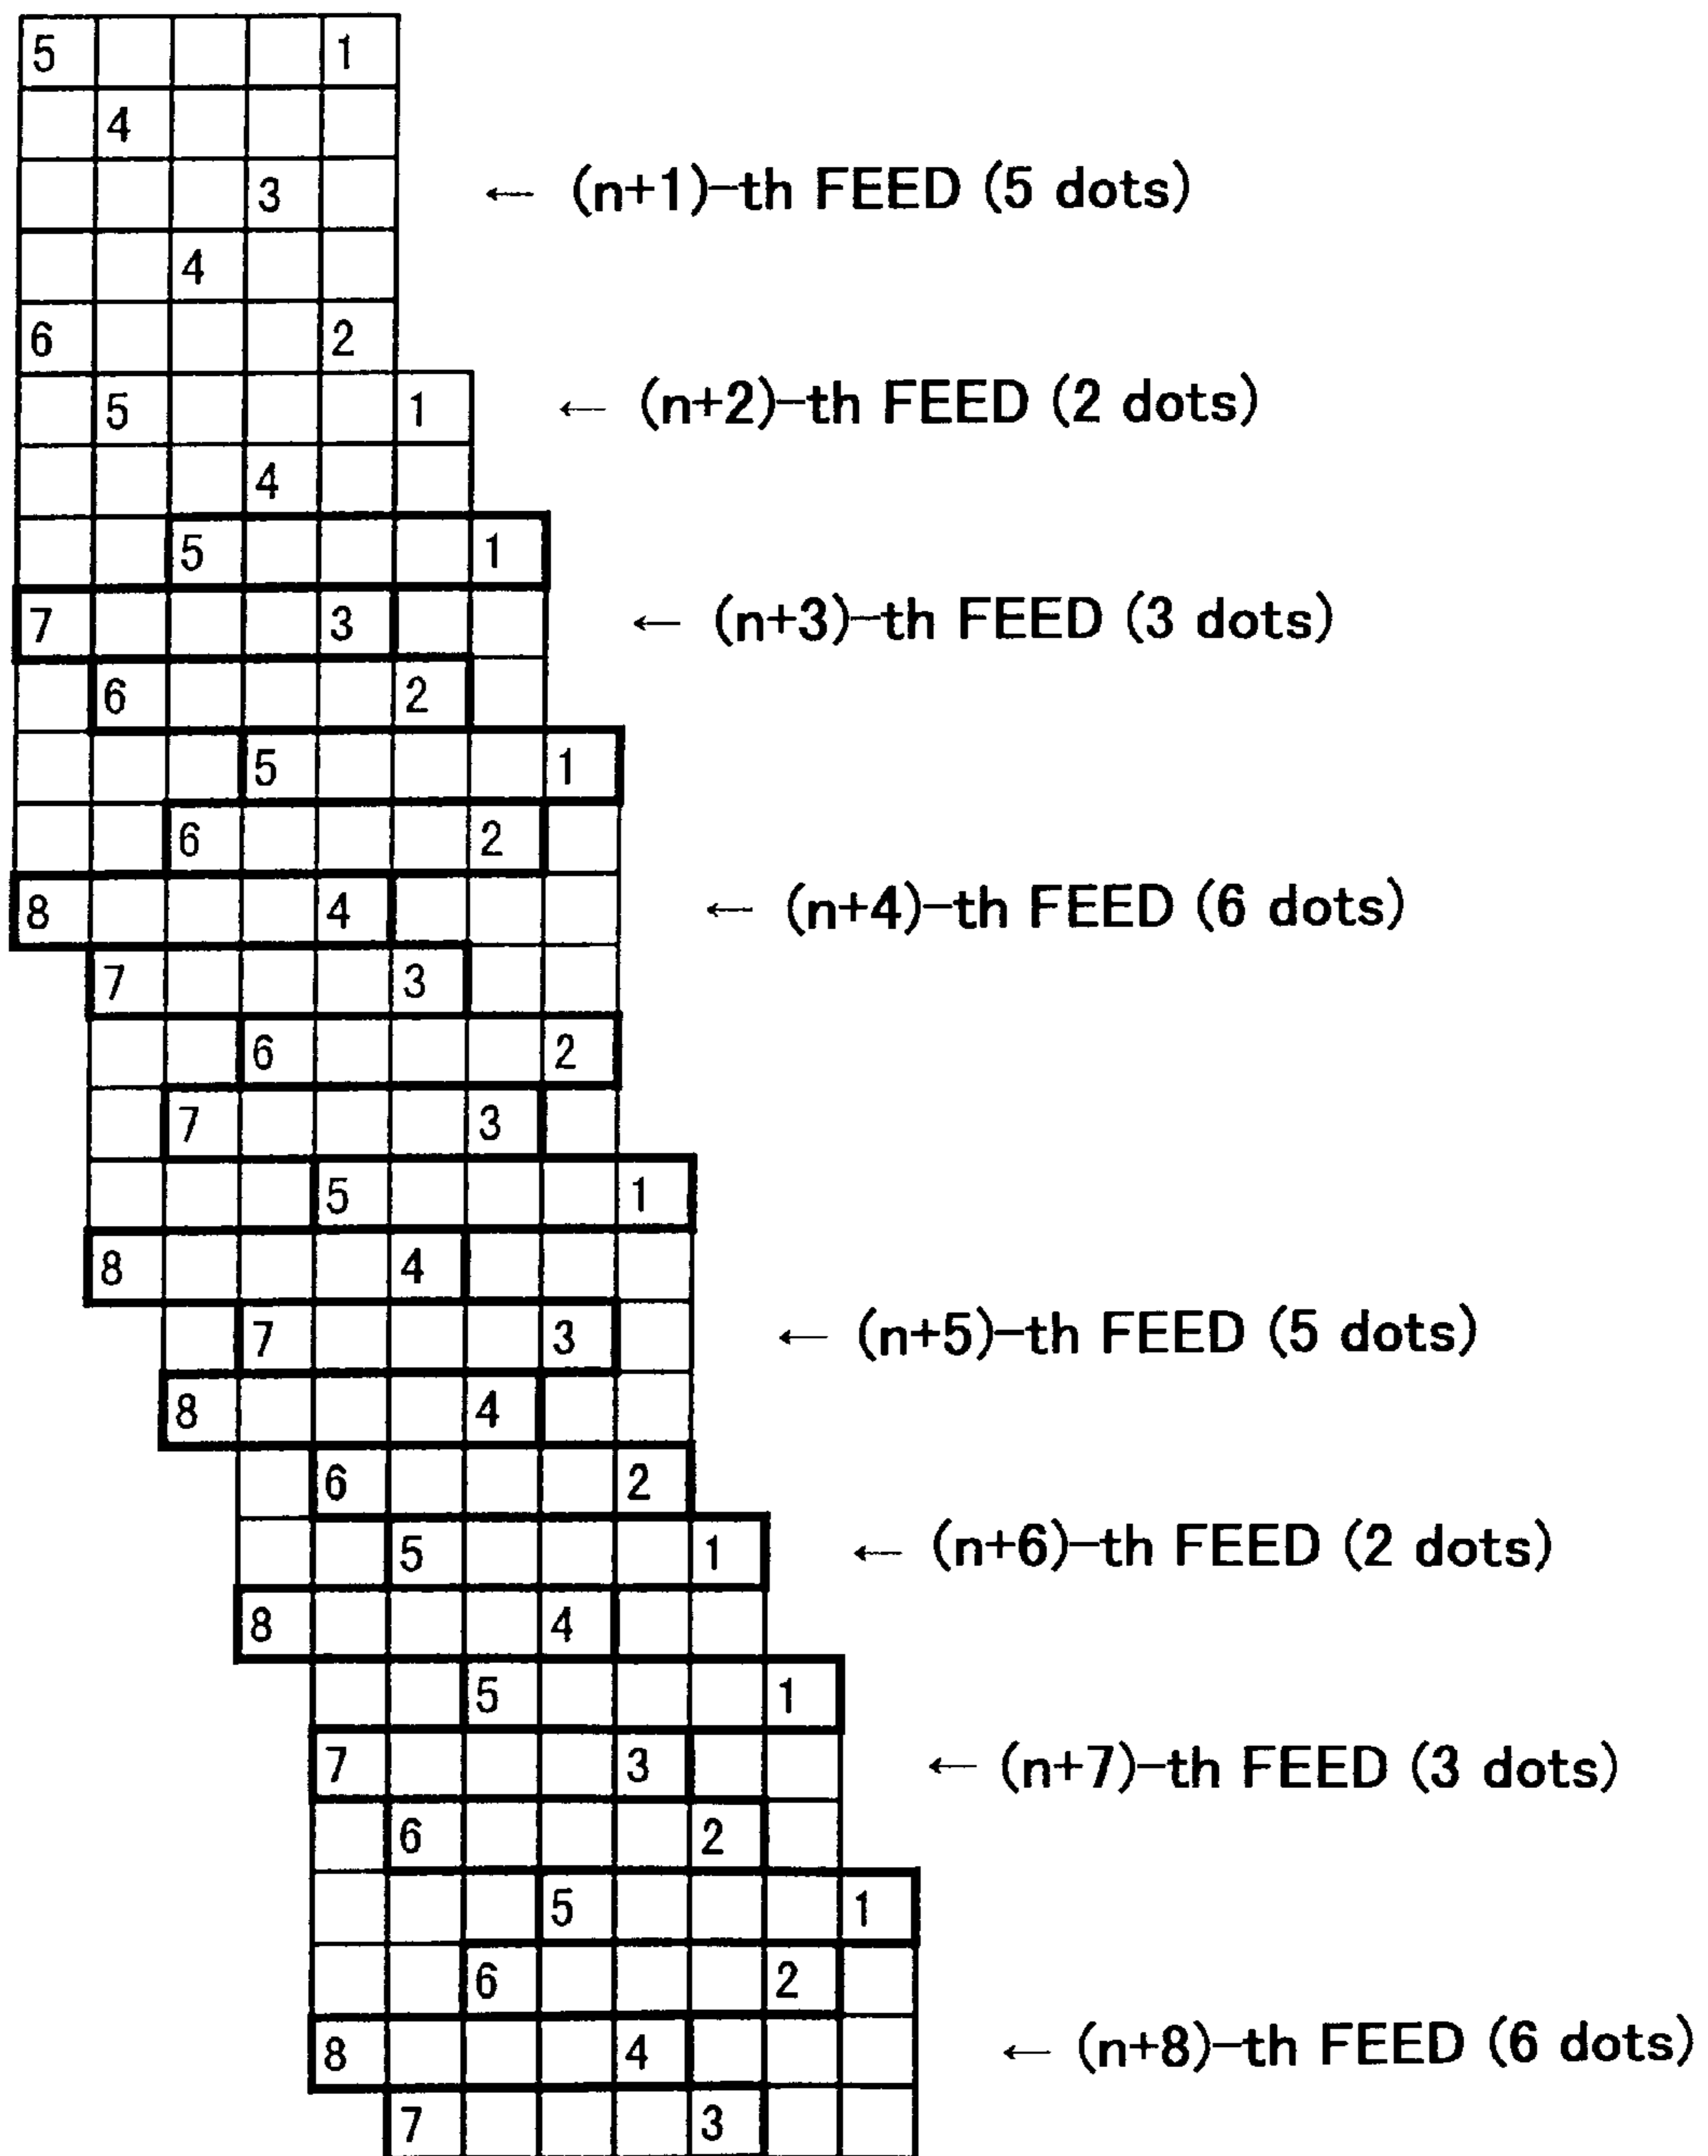 5 1
4
3 ← (n+1)-th FEED (5 dots)
4
6 2
5 1 ← (n+2)-th FEED (2 dots)
4
5 1
7 3 ← (n+3)-th FEED (3 dots)
6 2
5 1
6 2
8 4 ← (n+4)-th FEED (6 dots)
7 3
6 2
7 3
5 1
8 4
7 3 ← (n+5)-th FEED (5 dots)
8 4
6 2
5 1 ← (n+6)-th FEED (2 dots)
8 4
5 1
7 3 ← (n+7)-th FEED (3 dots)
6 2
5 1
6 2
8 4 ← (n+8)-th FEED (6 dots)
7 3